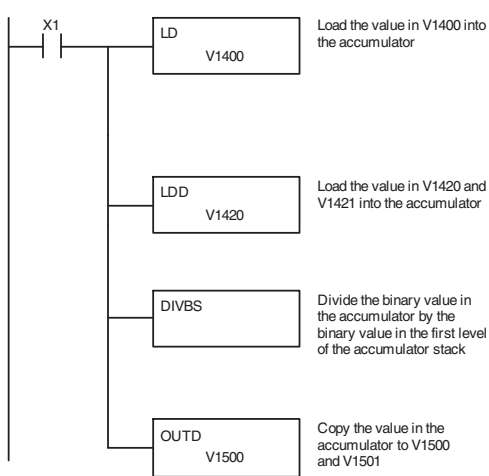 X1
LD
V1400
Load the value in V1400 into
the accumulator
LDD
V1420
Load the value in V1420 and
V1421 into the accumulator
DIVBS
Divide the binary value in
the accumulator by the
binary value in the first level
of the accumulator stack
OUTD
V1500
Copy the value in the
accumulator to V1500
and V1501